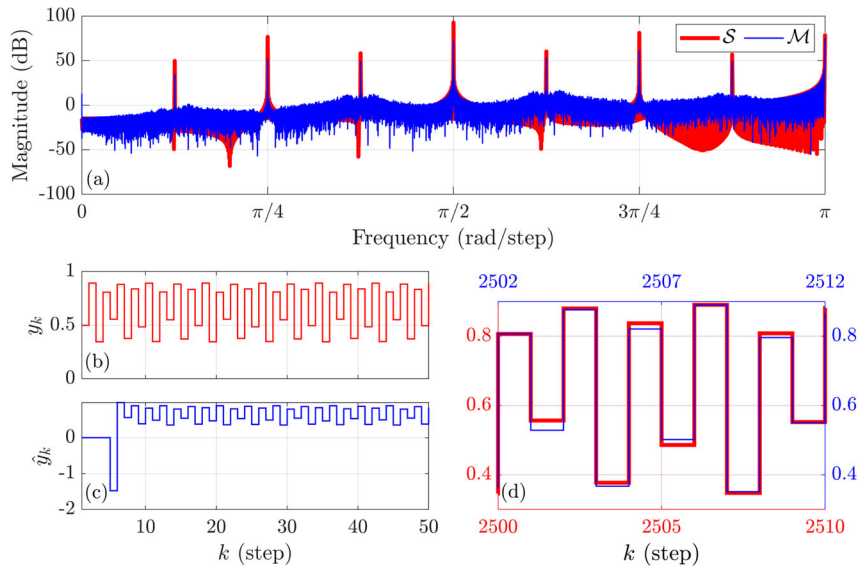 100
50
0
-50
-100
Magnitude (dB)
(a)
S M
0 π/4 π/2 3π/4 π
Frequency (rad/step)
1
0.5
0
y_k
(b)
0
-1
-2
ŷ_k
(c)
10 20 30 40 50
k (step)
2502 2507 2512
0.8 0.8
0.6 0.6
0.4 0.4
(d)
2500 2505 2510
k (step)